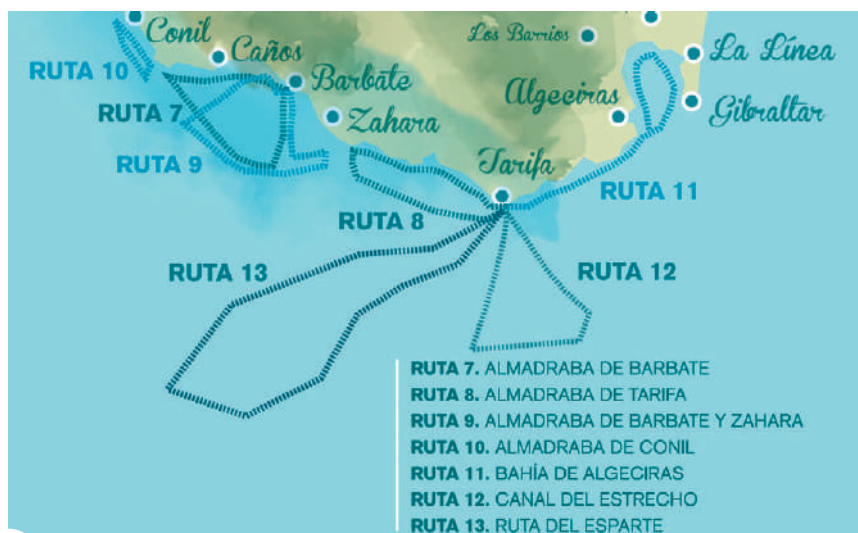 Conil
Caños
Los Barrios
La Línea
RUTA 10
Barbate
Algeciras
Gibraltar
RUTA 7
Zahara
RUTA 9
Tarifa
RUTA 11
RUTA 8
RUTA 13
RUTA 12
RUTA 7. ALMADRABA DE BARBATE
RUTA 8. ALMADRABA DE TARIFA
RUTA 9. ALMADRABA DE BARBATE Y ZAHARA
RUTA 10. ALMADRABA DE CONIL
RUTA 11. BAHÍA DE ALGECIRAS
RUTA 12. CANAL DEL ESTRECHO
RUTA 13. RUTA DEL ESPARTE